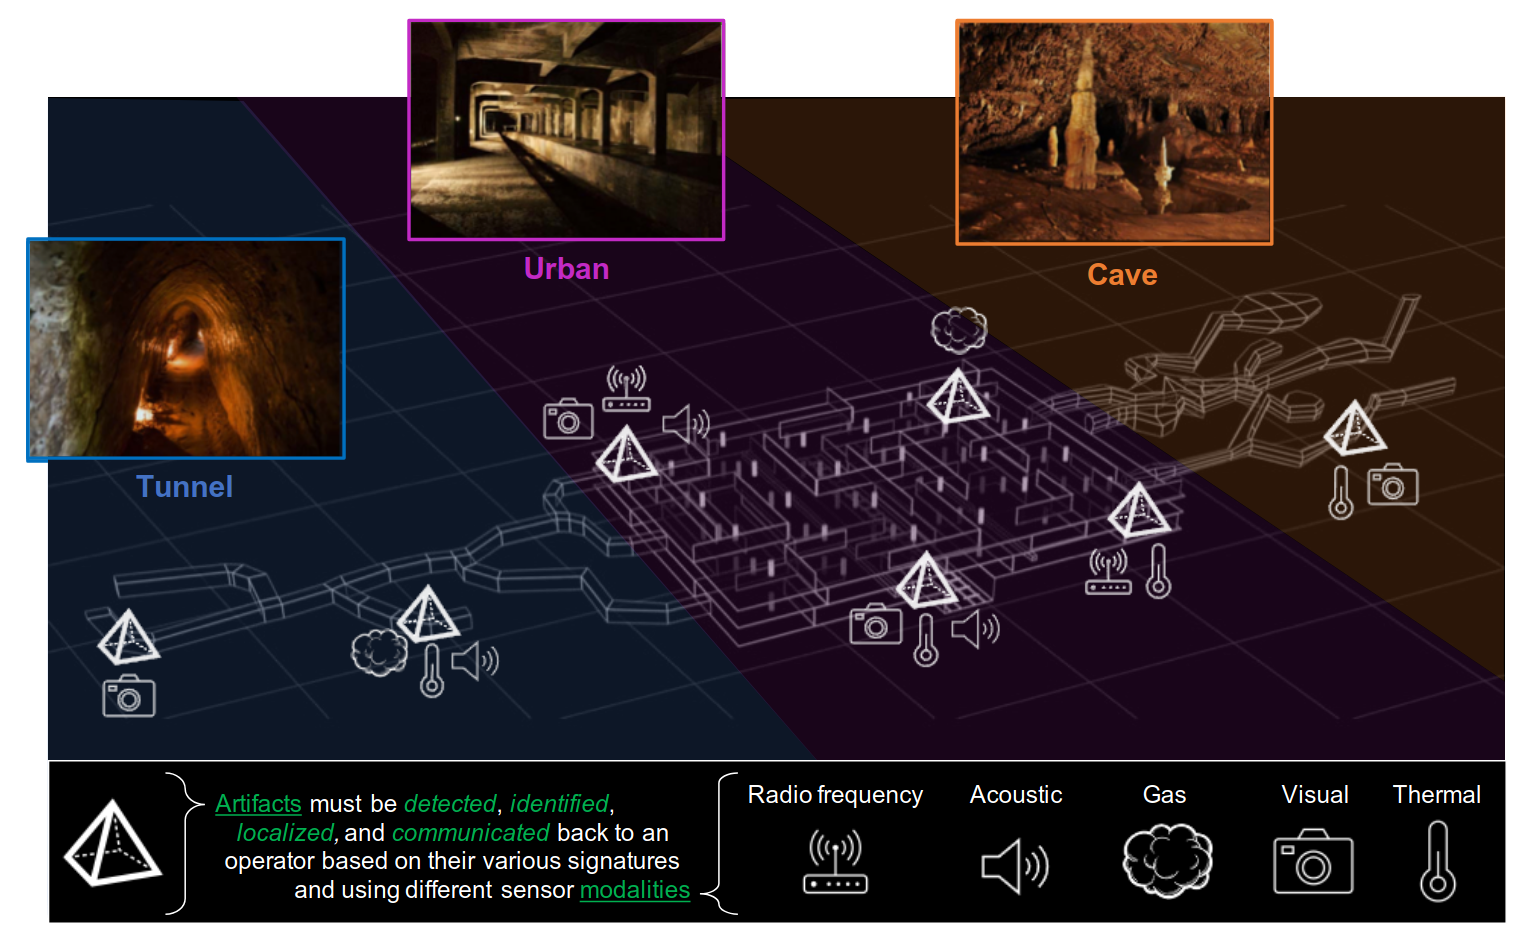 Urban
Cave
Tunnel
Artifacts must be detected, identified,
localized, and communicated back to an
operator based on their various signatures
and using different sensor modalities
Radio frequency
Acoustic
Gas
Visual
Thermal